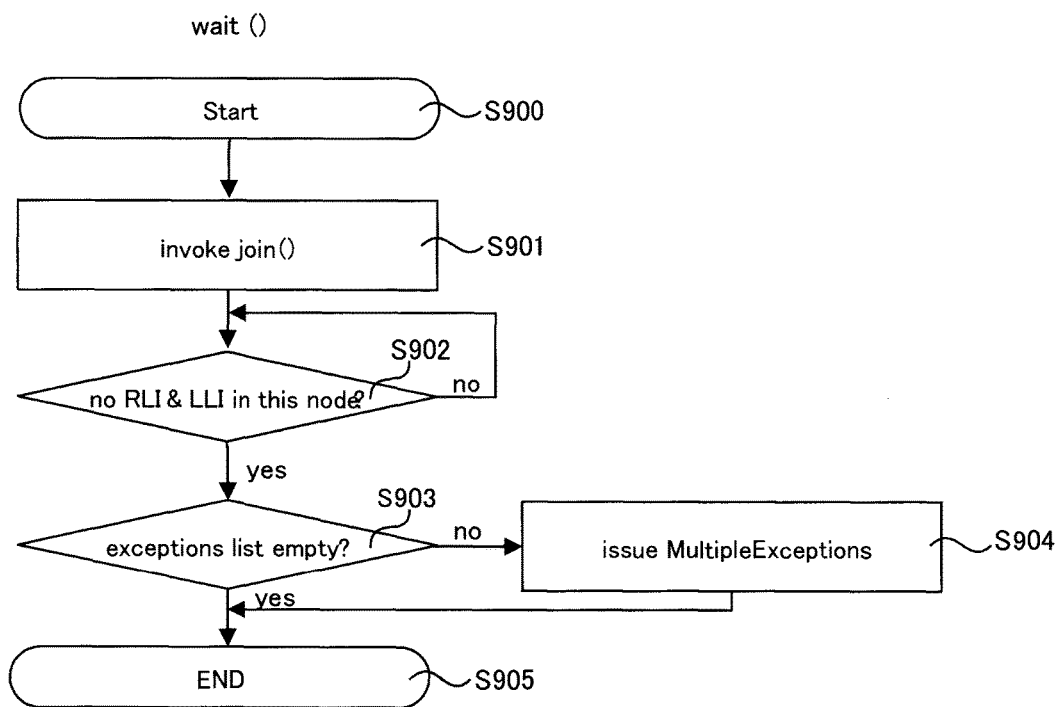 wait ()
Start
S900
invoke join()
S901
S902
no RLI & LLI in this node?
no
yes
S903
exceptions list empty?
no
issue MultipleExceptions
S904
yes
END
S905